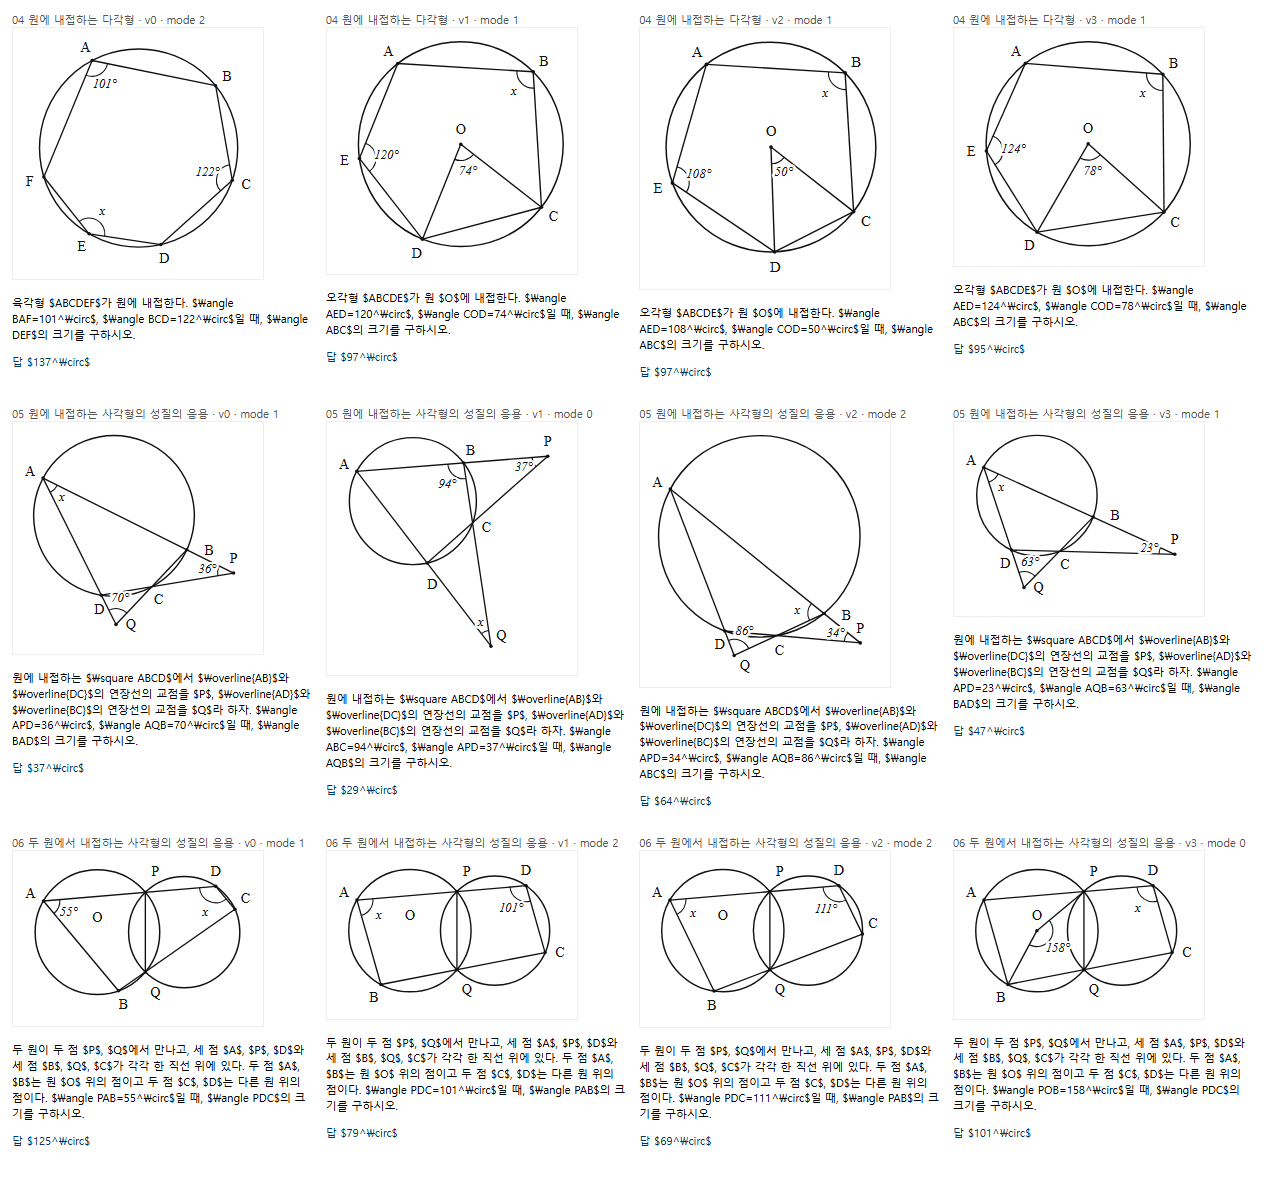 04 원에 내접하는 다각형 · v0 · mode 2
A
B
101°
122°
F
C
x
E
D
육각형 $ABCDEF$가 원에 내접한다. $₩angle
BAF=101^₩circ$, $₩angle BCD=122^₩circ$일 때, $₩angle
DEF$의 크기를 구하시오.
답 $137^₩circ$
04 원에 내접하는 다각형 · v1 · mode 1
A
B
x
O
E
120°
74°
C
D
오각형 $ABCDE$가 원 $O$에 내접한다. $₩angle
AED=120^₩circ$, $₩angle COD=74^₩circ$일 때, $₩angle
ABC$의 크기를 구하시오.
답 $97^₩circ$
04 원에 내접하는 다각형 · v2 · mode 1
A
B
x
O
108°
50°
E
C
D
오각형 $ABCDE$가 원 $O$에 내접한다. $₩angle
AED=108^₩circ$, $₩angle COD=50^₩circ$일 때, $₩angle
ABC$의 크기를 구하시오.
답 $97^₩circ$
04 원에 내접하는 다각형 · v3 · mode 1
A
B
x
O
E
124°
78°
C
D
오각형 $ABCDE$가 원 $O$에 내접한다. $₩angle
AED=124^₩circ$, $₩angle COD=78^₩circ$일 때, $₩angle
ABC$의 크기를 구하시오.
답 $95^₩circ$
05 원에 내접하는 사각형의 성질의 응용 · v0 · mode 1
A
x
B
P
36°
70°
D
C
Q
원에 내접하는 $₩square ABCD$에서 $₩overline{AB}$와
$₩overline{DC}$의 연장선의 교점을 $P$, $₩overline{AD}$와
$₩overline{BC}$의 연장선의 교점을 $Q$라 하자. $₩angle
APD=36^₩circ$, $₩angle AQB=70^₩circ$일 때, $₩angle
BAD$의 크기를 구하시오.
답 $37^₩circ$
05 원에 내접하는 사각형의 성질의 응용 · v1 · mode 0
P
B
A
37°
94°
C
D
x
Q
원에 내접하는 $₩square ABCD$에서 $₩overline{AB}$와
$₩overline{DC}$의 연장선의 교점을 $P$, $₩overline{AD}$와
$₩overline{BC}$의 연장선의 교점을 $Q$라 하자. $₩angle
ABC=94^₩circ$, $₩angle APD=37^₩circ$일 때, $₩angle
AQB$의 크기를 구하시오.
답 $29^₩circ$
05 원에 내접하는 사각형의 성질의 응용 · v2 · mode 2
A
x
B
86°
34°
P
D
C
Q
원에 내접하는 $₩square ABCD$에서 $₩overline{AB}$와
$₩overline{DC}$의 연장선의 교점을 $P$, $₩overline{AD}$와
$₩overline{BC}$의 연장선의 교점을 $Q$라 하자. $₩angle
APD=34^₩circ$, $₩angle AQB=86^₩circ$일 때, $₩angle
ABC$의 크기를 구하시오.
답 $64^₩circ$
05 원에 내접하는 사각형의 성질의 응용 · v3 · mode 1
A
x
B
P
23°
63°
D
C
Q
원에 내접하는 $₩square ABCD$에서 $₩overline{AB}$와
$₩overline{DC}$의 연장선의 교점을 $P$, $₩overline{AD}$와
$₩overline{BC}$의 연장선의 교점을 $Q$라 하자. $₩angle
APD=23^₩circ$, $₩angle AQB=63^₩circ$일 때, $₩angle
BAD$의 크기를 구하시오.
답 $47^₩circ$
06 두 원에서 내접하는 사각형의 성질의 응용 · v0 · mode 1
P
D
A
C
55°
O
x
Q
B
두 원이 두 점 $P$, $Q$에서 만나고, 세 점 $A$, $P$, $D$와
세 점 $B$, $Q$, $C$가 각각 한 직선 위에 있다. 두 점 $A$,
$B$는 원 $O$ 위의 점이고 두 점 $C$, $D$는 다른 원 위의
점이다. $₩angle PAB=55^₩circ$일 때, $₩angle PDC$의 크
기를 구하시오.
답 $125^₩circ$
06 두 원에서 내접하는 사각형의 성질의 응용 · v1 · mode 2
P
D
A
x
O
101°
C
Q
B
두 원이 두 점 $P$, $Q$에서 만나고, 세 점 $A$, $P$, $D$와
세 점 $B$, $Q$, $C$가 각각 한 직선 위에 있다. 두 점 $A$,
$B$는 원 $O$ 위의 점이고 두 점 $C$, $D$는 다른 원 위의
점이다. $₩angle PDC=101^₩circ$일 때, $₩angle PAB$의 크
기를 구하시오.
답 $79^₩circ$
06 두 원에서 내접하는 사각형의 성질의 응용 · v2 · mode 2
P
D
A
x
O
111°
C
Q
B
두 원이 두 점 $P$, $Q$에서 만나고, 세 점 $A$, $P$, $D$와
세 점 $B$, $Q$, $C$가 각각 한 직선 위에 있다. 두 점 $A$,
$B$는 원 $O$ 위의 점이고 두 점 $C$, $D$는 다른 원 위의
점이다. $₩angle PDC=111^₩circ$일 때, $₩angle PAB$의 크
기를 구하시오.
답 $69^₩circ$
06 두 원에서 내접하는 사각형의 성질의 응용 · v3 · mode 0
P
D
A
O
x
158°
C
Q
B
두 원이 두 점 $P$, $Q$에서 만나고, 세 점 $A$, $P$, $D$와
세 점 $B$, $Q$, $C$가 각각 한 직선 위에 있다. 두 점 $A$,
$B$는 원 $O$ 위의 점이고 두 점 $C$, $D$는 다른 원 위의
점이다. $₩angle POB=158^₩circ$일 때, $₩angle PDC$의
크기를 구하시오.
답 $101^₩circ$